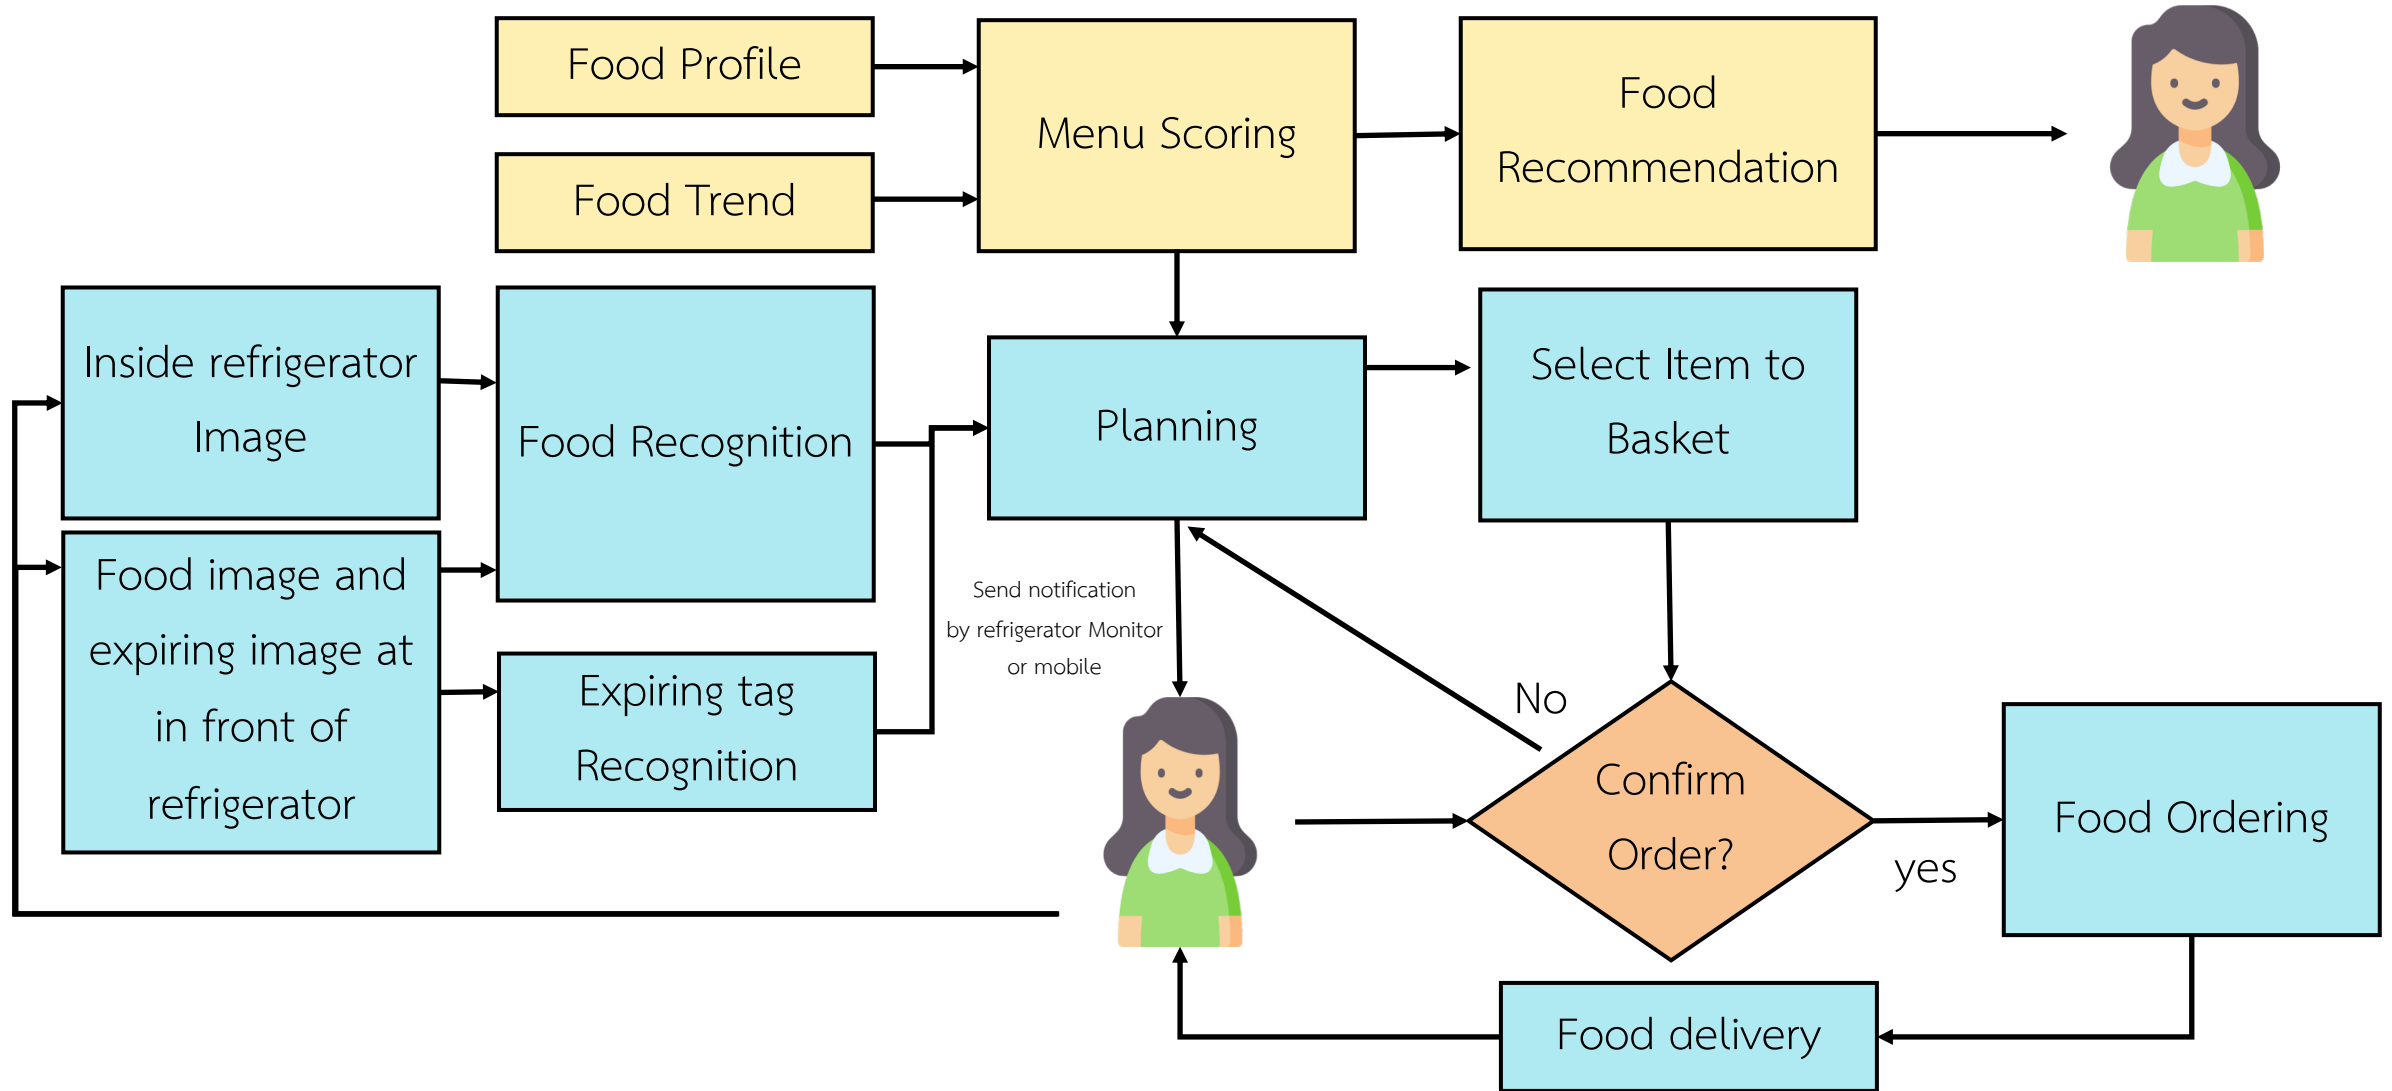 Food Profile
Food Trend
Menu Scoring
Food
Recommendation
Inside refrigerator
Image
Food image and
expiring image at
in front of
refrigerator
Food Recognition
Expiring tag
Recognition
Planning
Send notification
by refrigerator Monitor
or mobile
Select Item to
Basket
No
Confirm
Order?
yes
Food Ordering
Food delivery